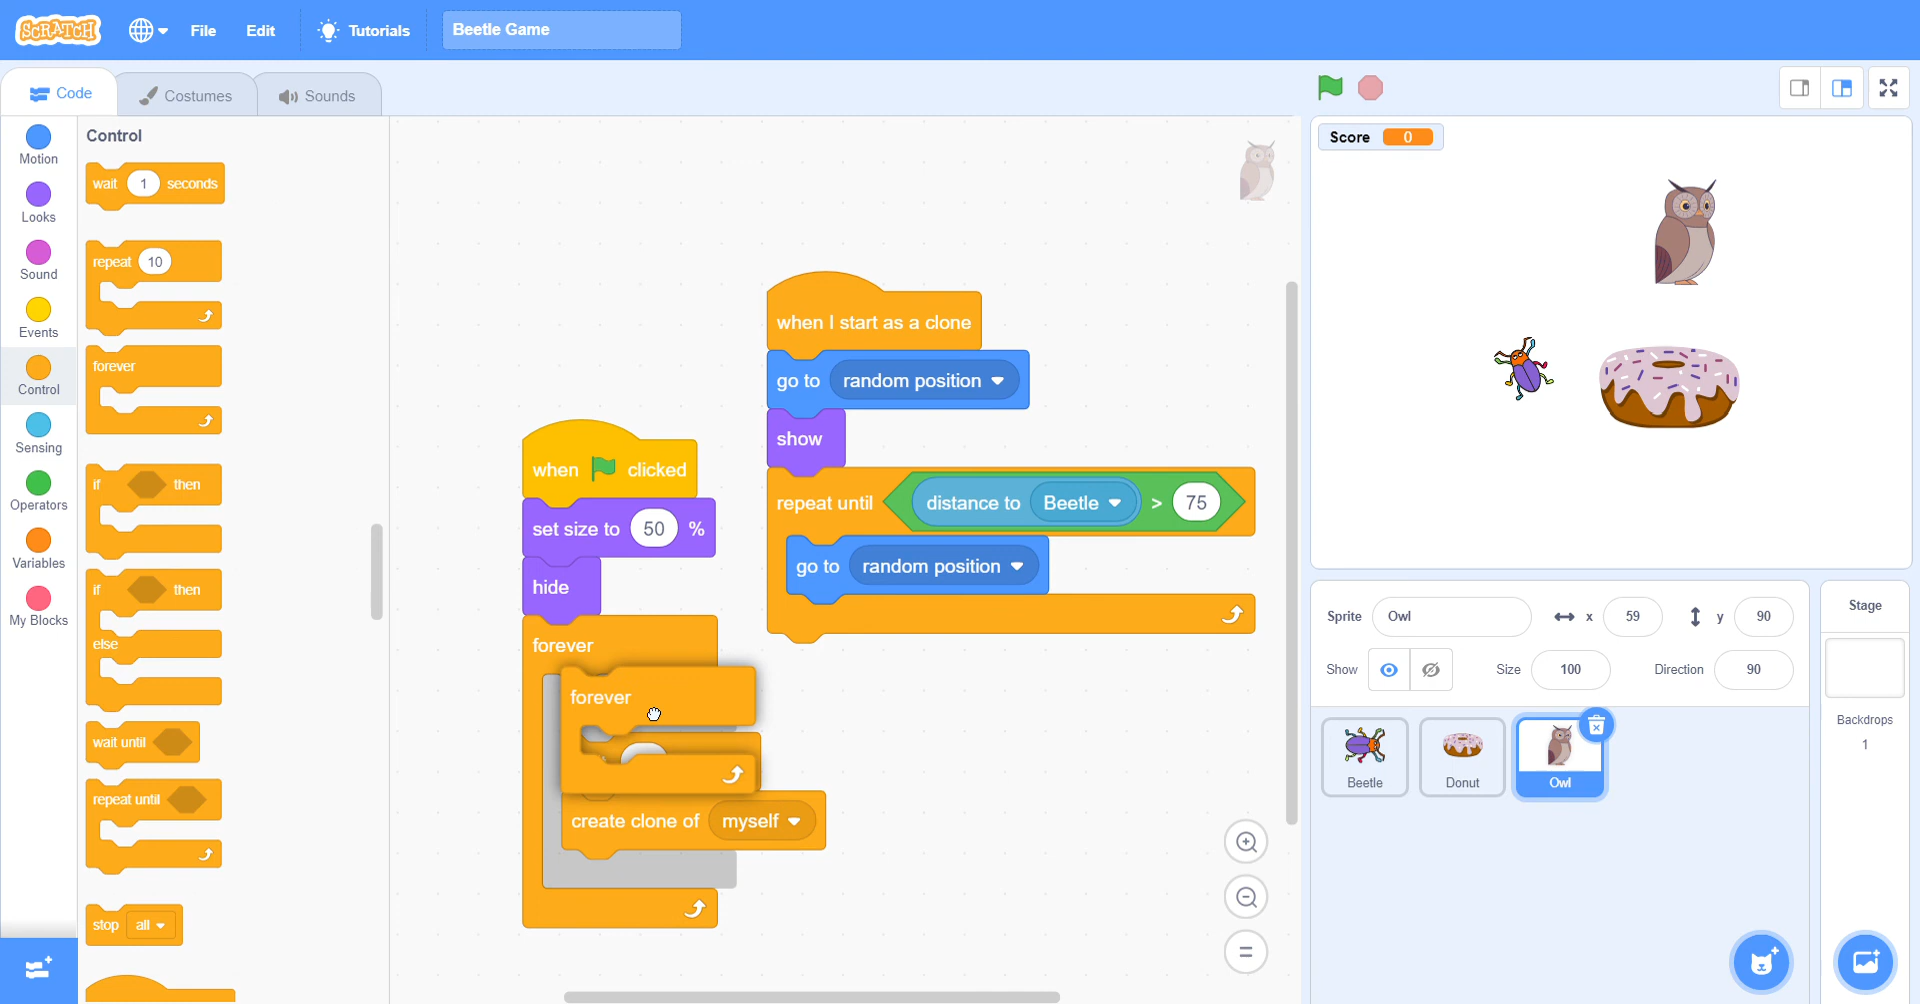 SCRATCH
File
Edit
Tutorials
Beetle Game
Code
Costumes
Sounds
Motion
Looks
Sound
Events
Control
Sensing
Operators
Variables
My Blocks
Control
wait 1 seconds
repeat 10
forever
if then
if then
else
wait until
repeat until
stop all
when clicked
set size to 50 %
hide
forever
forever
create clone of myself
when I start as a clone
go to random position
show
repeat until distance to Beetle > 75
go to random position
Score 0
Sprite Owl x 59 y 90
Show Size 100 Direction 90
Beetle
Donut
Owl
Stage
Backdrops
1